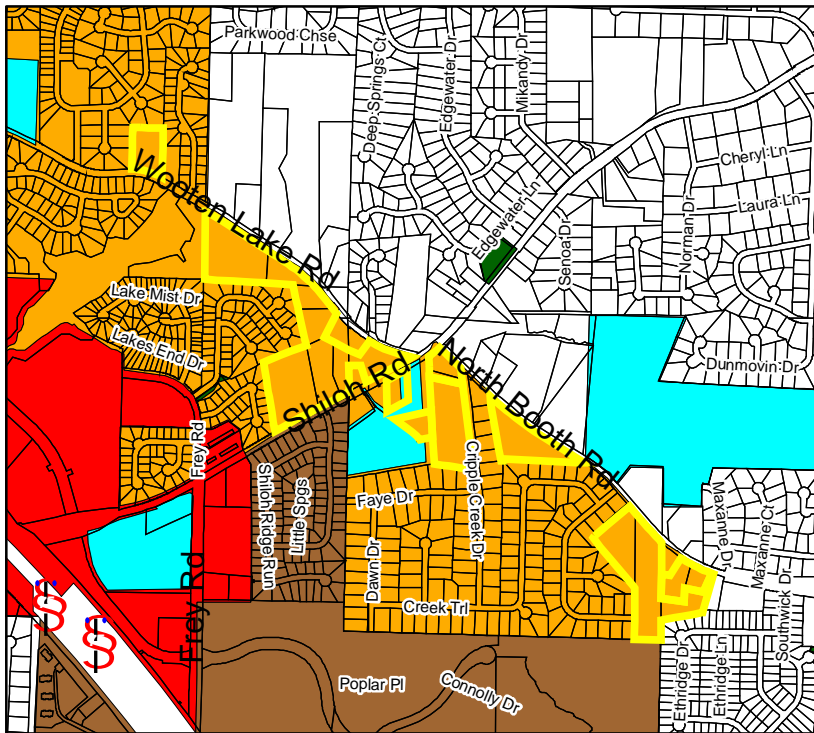 Parkwood Chse
Deep Springs Ct
Edgewater Dr
Mikandy Dr
Cheryl Ln
Laura Ln
Wooten Lake Rd
Edgewater Ln
Senoa Dr
Norman Dr
Lake Mist Dr
Lakes End Dr
Dunmovin Dr
Shiloh Rd
North Booth Rd
Frey Rd
Shiloh Ridge Run
Little Spgs
Faye Dr
Cripple Creek Dr
Maxanne Dr
Maxanne Ct
Dawn Dr
Creek Trl
Frey Rd
Southwick Dr
Poplar Pl
Connolly Dr
Ethridge Dr
Ethridge Ln